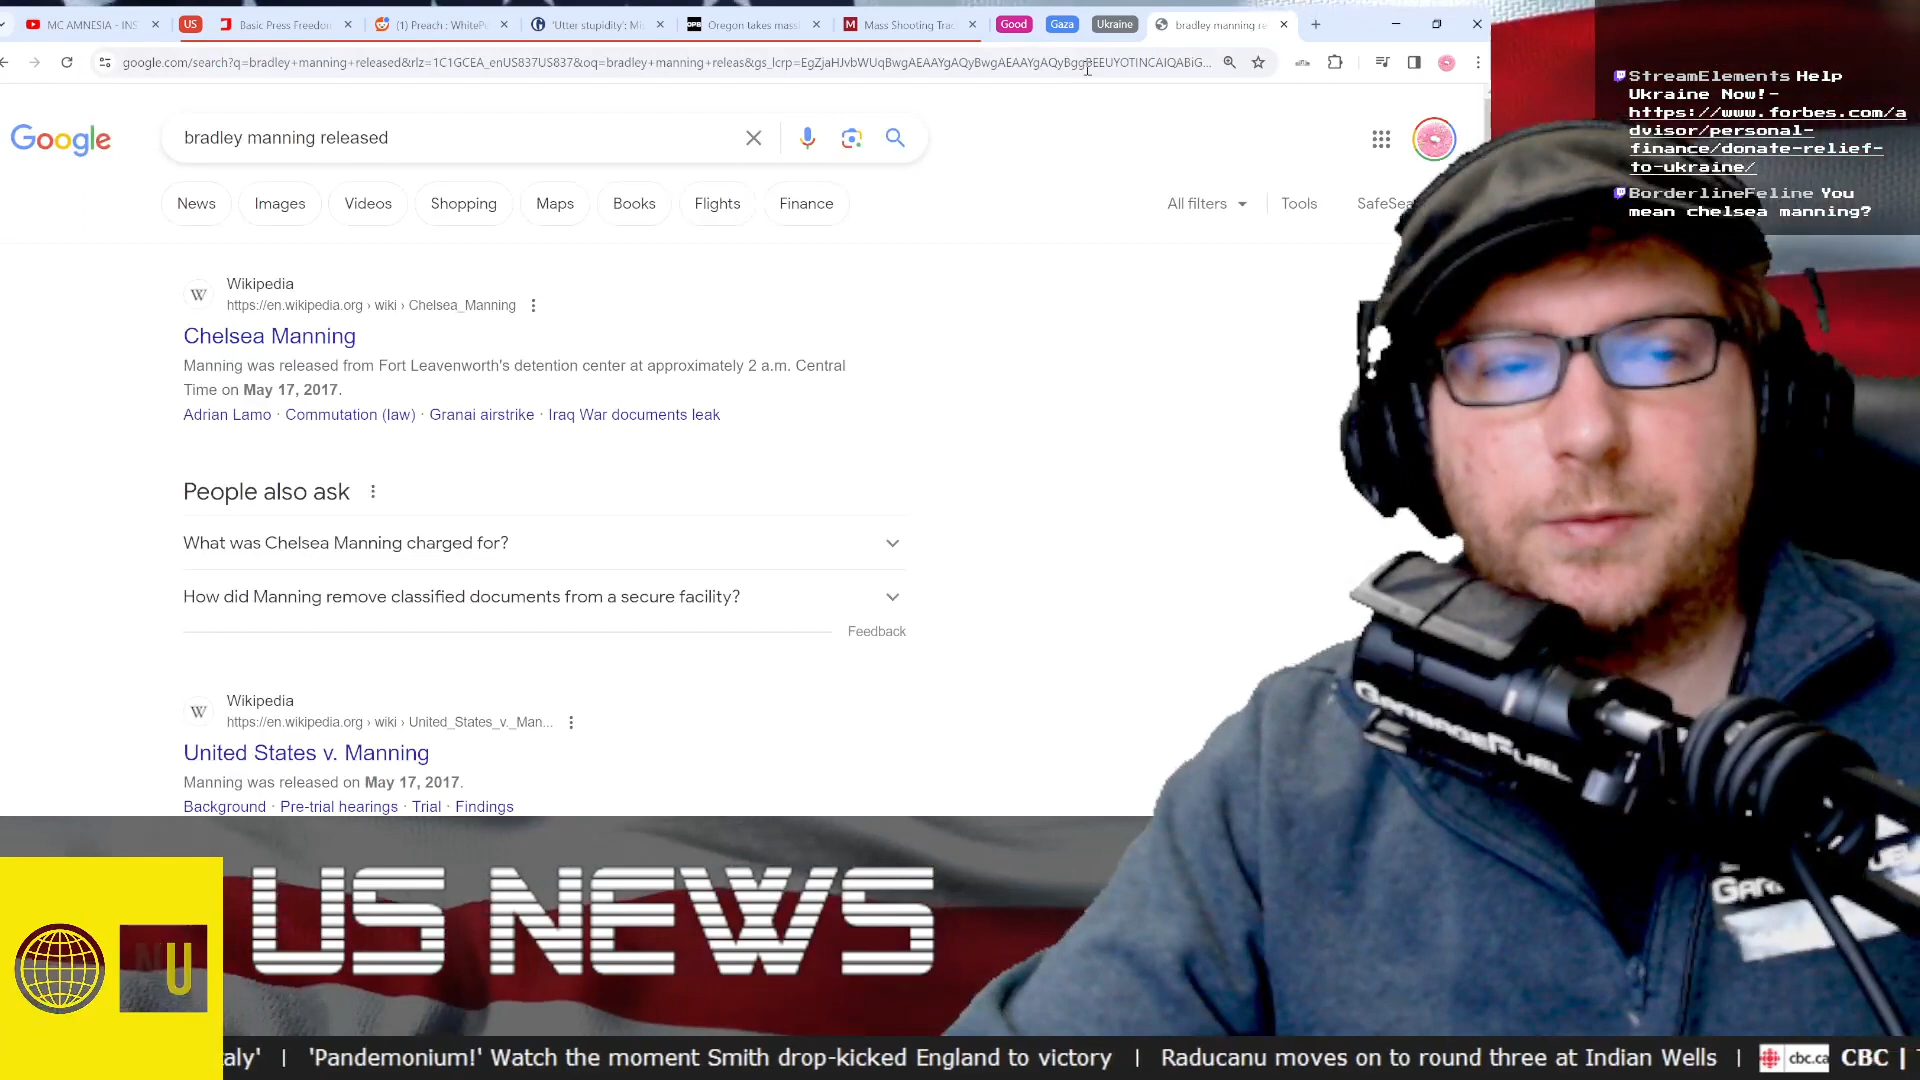 MC AMNESIA - INS
US
Basic Press Freedom
(1) Preach : WhiteP
'Utter stupidity': Mi
Oregon takes mass
Mass Shooting Trac
Good
Gaza
Ukraine
bradley manning re
google.com/search?q=bradley+manning+released&rlz=1C1GCEA_enUS837US837&oq=bradley+manning+releas&gs_lcrp=
Google
bradley manning released
News
Images
Videos
Shopping
Maps
Books
Flights
Finance
All filters
Tools
SafeSea
Wikipedia
https://en.wikipedia.org › wiki › Chelsea_Manning
Chelsea Manning
Manning was released from Fort Leavenworth's detention center at approximately 2 a.m. Central
Time on May 17, 2017.
Adrian Lamo · Commutation (law) · Granai airstrike · Iraq War documents leak
People also ask
What was Chelsea Manning charged for?
How did Manning remove classified documents from a secure facility?
Feedback
Wikipedia
https://en.wikipedia.org › wiki › United_States_v._Man...
United States v. Manning
Manning was released on May 17, 2017.
Background · Pre-trial hearings · Trial · Findings
StreamElements Help
Ukraine Now!-
https://www.forbes.com/a
dvisor/personal-
finance/donate-relief-
to-ukraine/
BorderlineFeline You
mean chelsea manning?
GarageFuel
US NEWS
NU
aly' | 'Pandemonium!' Watch the moment Smith drop-kicked England to victory | Raducanu moves on to round three at Indian Wells | cbc.ca CBC |